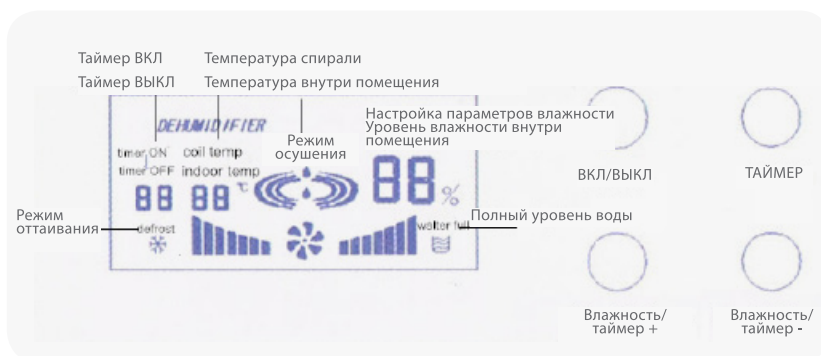 Таймер ВКЛ
Температура спирали
Таймер ВЫКЛ
Температура внутри помещения
DEHUMIDIFIER
Режим
осушения
Настройка параметров влажности
Уровень влажности внутри
помещения
timer ON coil temp
timer OFF indoor temp
88
88
°C
88
%
ВКЛ/ВЫКЛ
ТАЙМЕР
Режим
оттаивания
defrost
walter full
Полный уровень воды
Влажность/
таймер +
Влажность/
таймер -